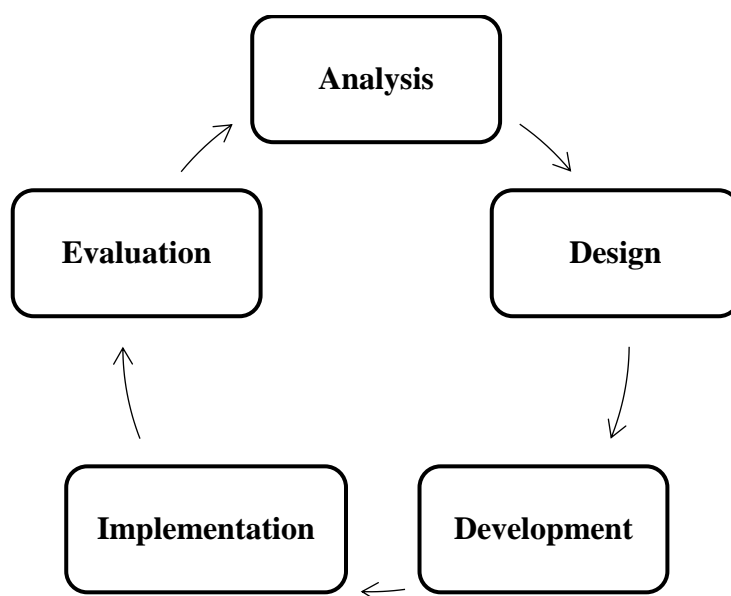 Analysis
Design
Development
Implementation
Evaluation